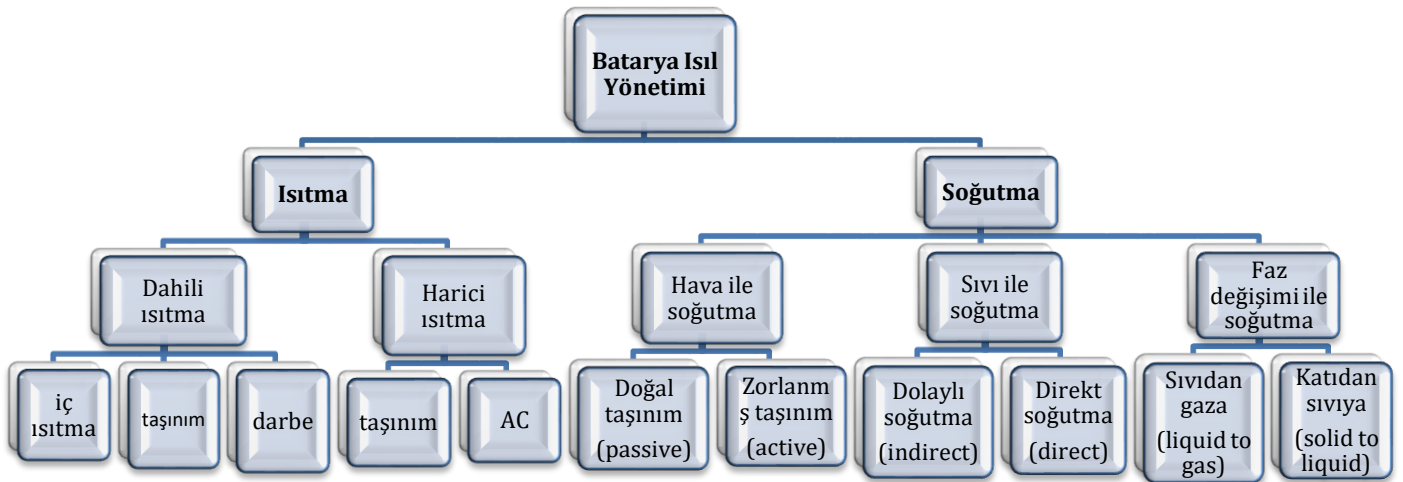 Batarya Isıl
Yönetimi
Isıtma
Soğutma
Dahili
ısıtma
Harici
ısıtma
Hava ile
soğutma
Sıvı ile
soğutma
Faz
değişimi ile
soğutma
iç
ısıtma
taşınım
darbe
taşınım
AC
Doğal
taşınım
(passive)
Zorlanm
ş taşınım
(active)
Dolaylı
soğutma
(indirect)
Direkt
soğutma
(direct)
Sıvıdan
gaza
(liquid to
gas)
Katıdan
sıvıya
(solid to
liquid)